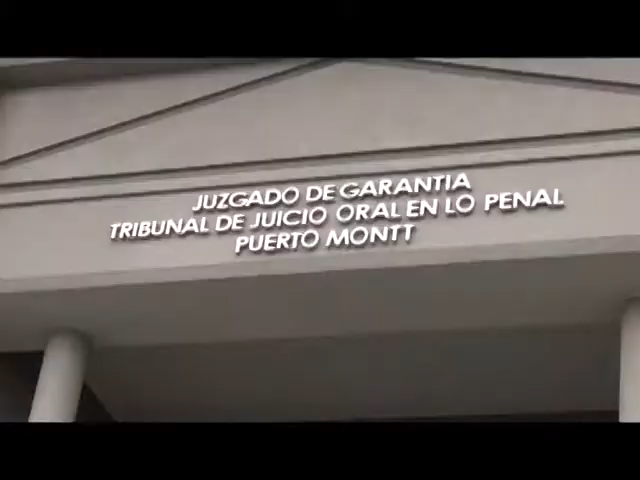 JUZGADO DE GARANTIA
TRIBUNAL DE JUICIO ORAL EN LO PENAL
PUERTO MONTT